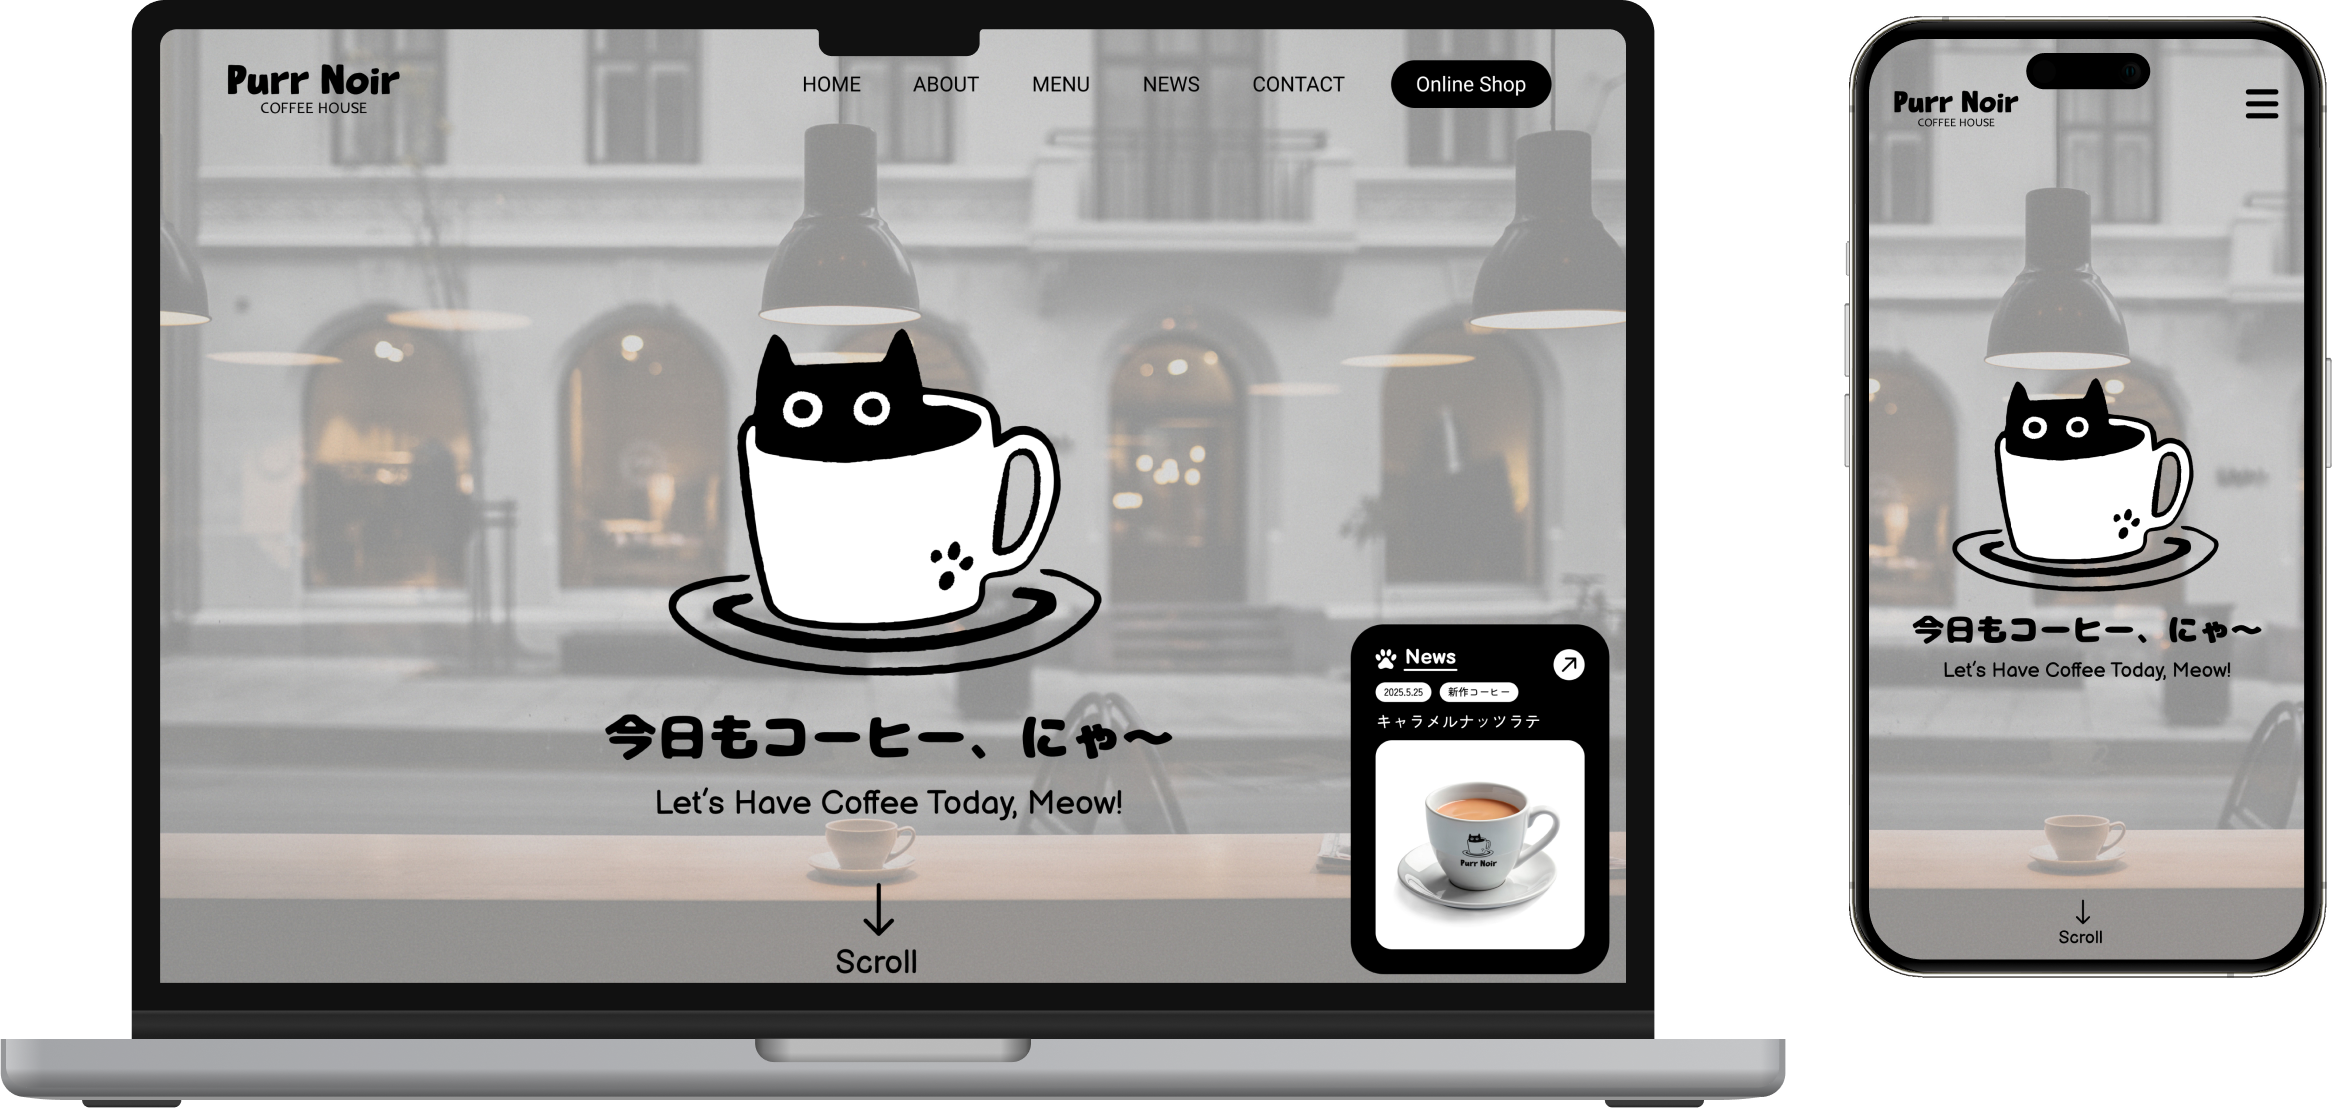 Purr Noir
COFFEE HOUSE
HOME ABOUT MENU NEWS CONTACT Online Shop
今日もコーヒー、にゃ〜
Let's Have Coffee Today, Meow!
Scroll
News
2025.5.25 新作コーヒー
キャラメルナッツラテ
Purr Noir
Purr Noir
COFFEE HOUSE
今日もコーヒー、にゃ〜
Let's Have Coffee Today, Meow!
Scroll